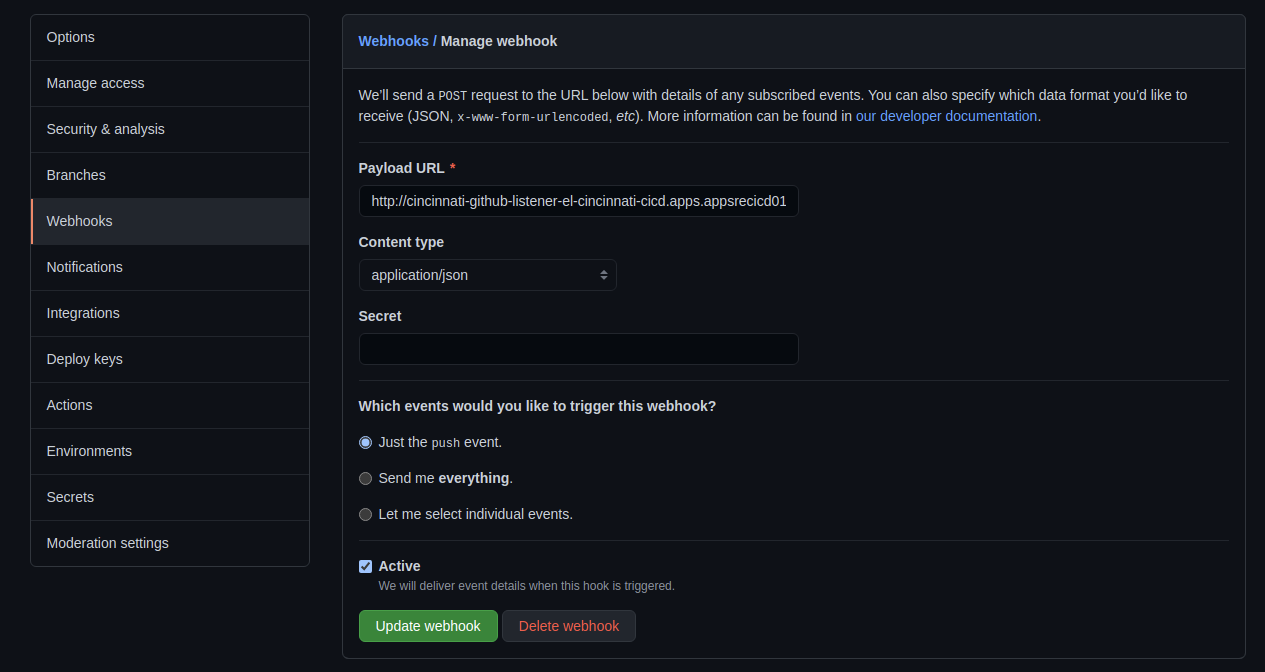 Options
Manage access
Security & analysis
Branches
Webhooks
Notifications
Integrations
Deploy keys
Actions
Environments
Secrets
Moderation settings
Webhooks / Manage webhook
We'll send a POST request to the URL below with details of any subscribed events. You can also specify which data format you'd like to
receive (JSON, x-www-form-urlencoded, etc). More information can be found in our developer documentation.
Payload URL *
http://cincinnati-github-listener-el-cincinnati-cicd.apps.appsrecicd01
Content type
application/json
Secret
Which events would you like to trigger this webhook?
Just the push event.
Send me everything.
Let me select individual events.
Active
We will deliver event details when this hook is triggered.
Update webhook
Delete webhook